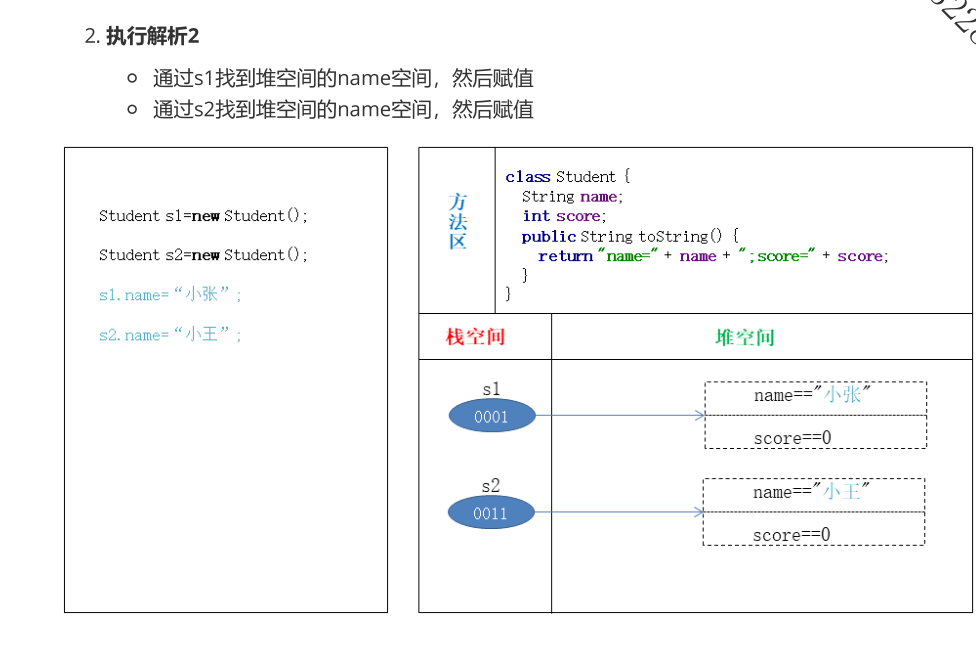 2. 执行解析2
通过s1找到堆空间的name空间，然后赋值
通过s2找到堆空间的name空间，然后赋值
Student s1=new Student();
Student s2=new Student();
s1.name=“小张”;
s2.name=“小王”;
方法区
class Student {
String name;
int score;
public String toString() {
return "name=" + name + ";score=" + score;
}
}
栈空间
堆空间
s1
0001
name=="小张"
score==0
s2
0011
name=="小王"
score==0